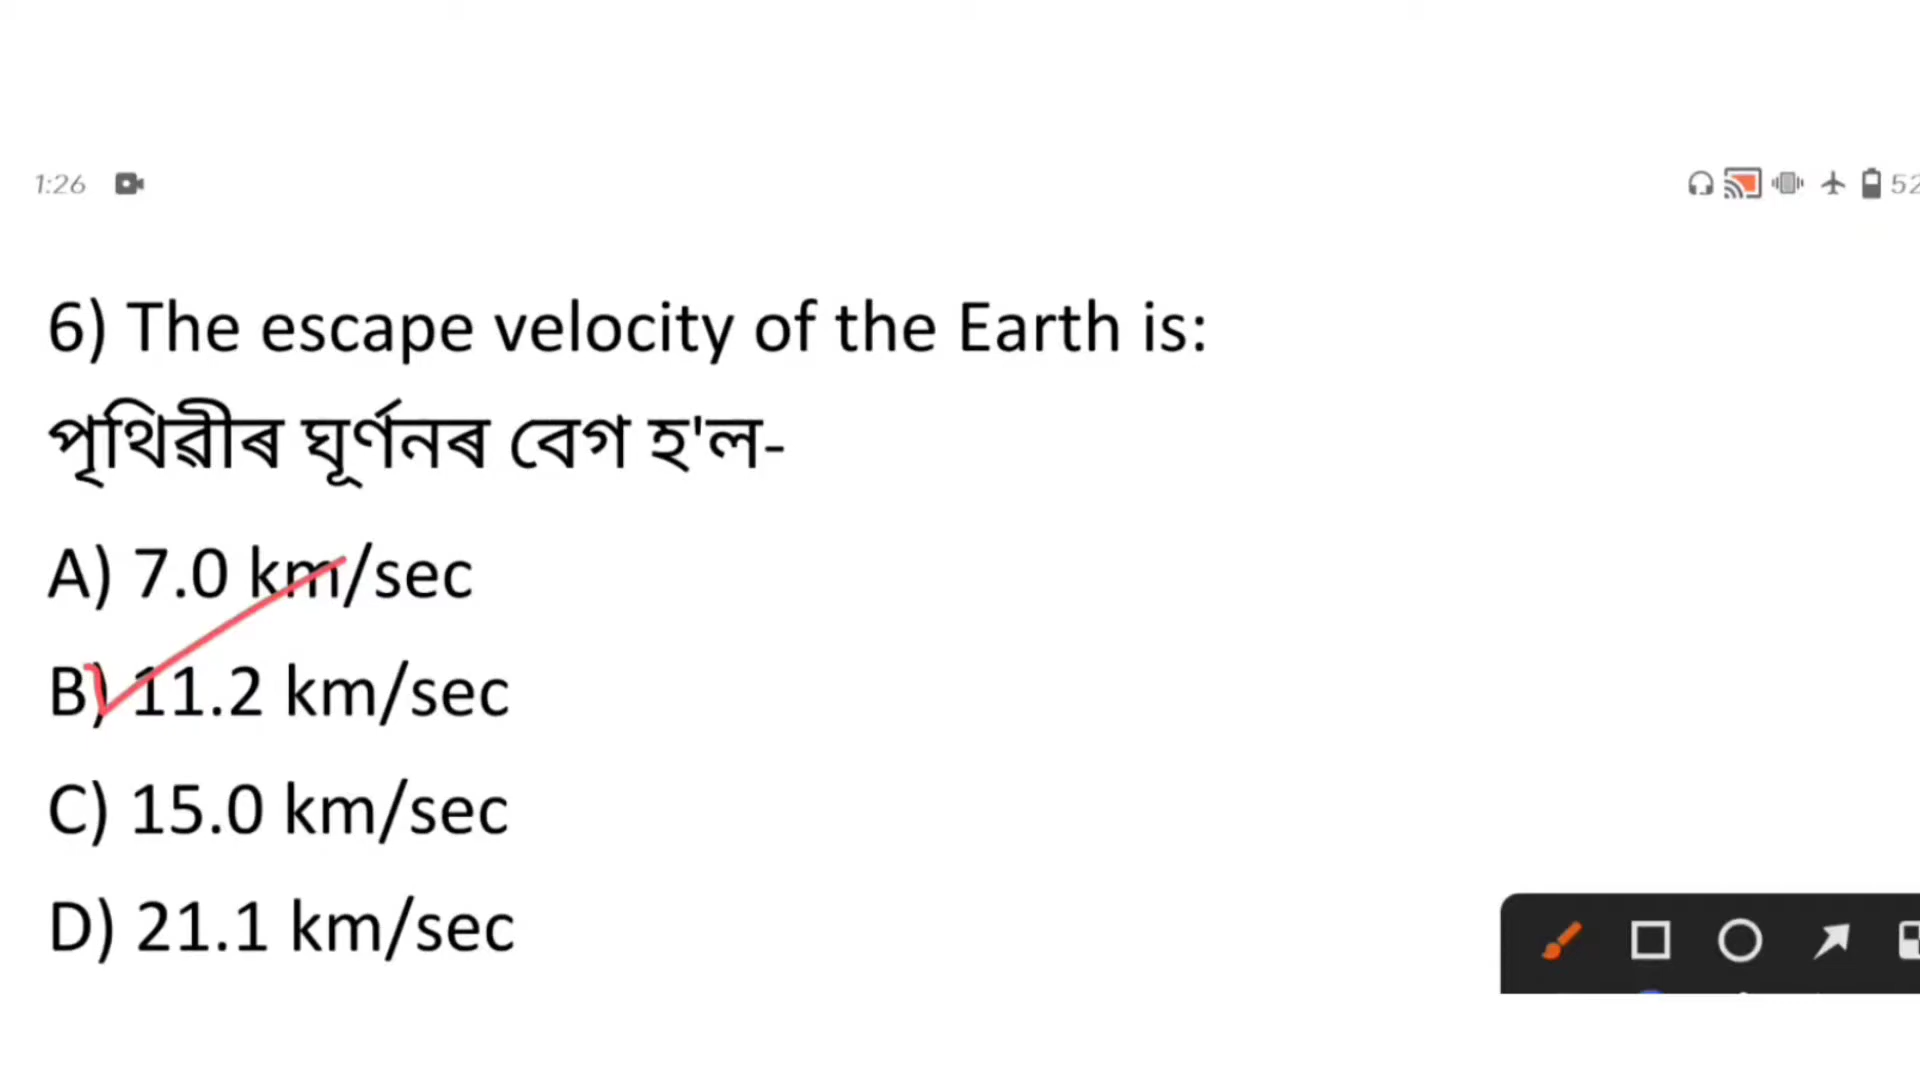 1:26
52
6) The escape velocity of the Earth is:
পৃথিৱীৰ ঘূৰ্ণনৰ বেগ হ'ল-
A) 7.0 km/sec
B) 11.2 km/sec
C) 15.0 km/sec
D) 21.1 km/sec